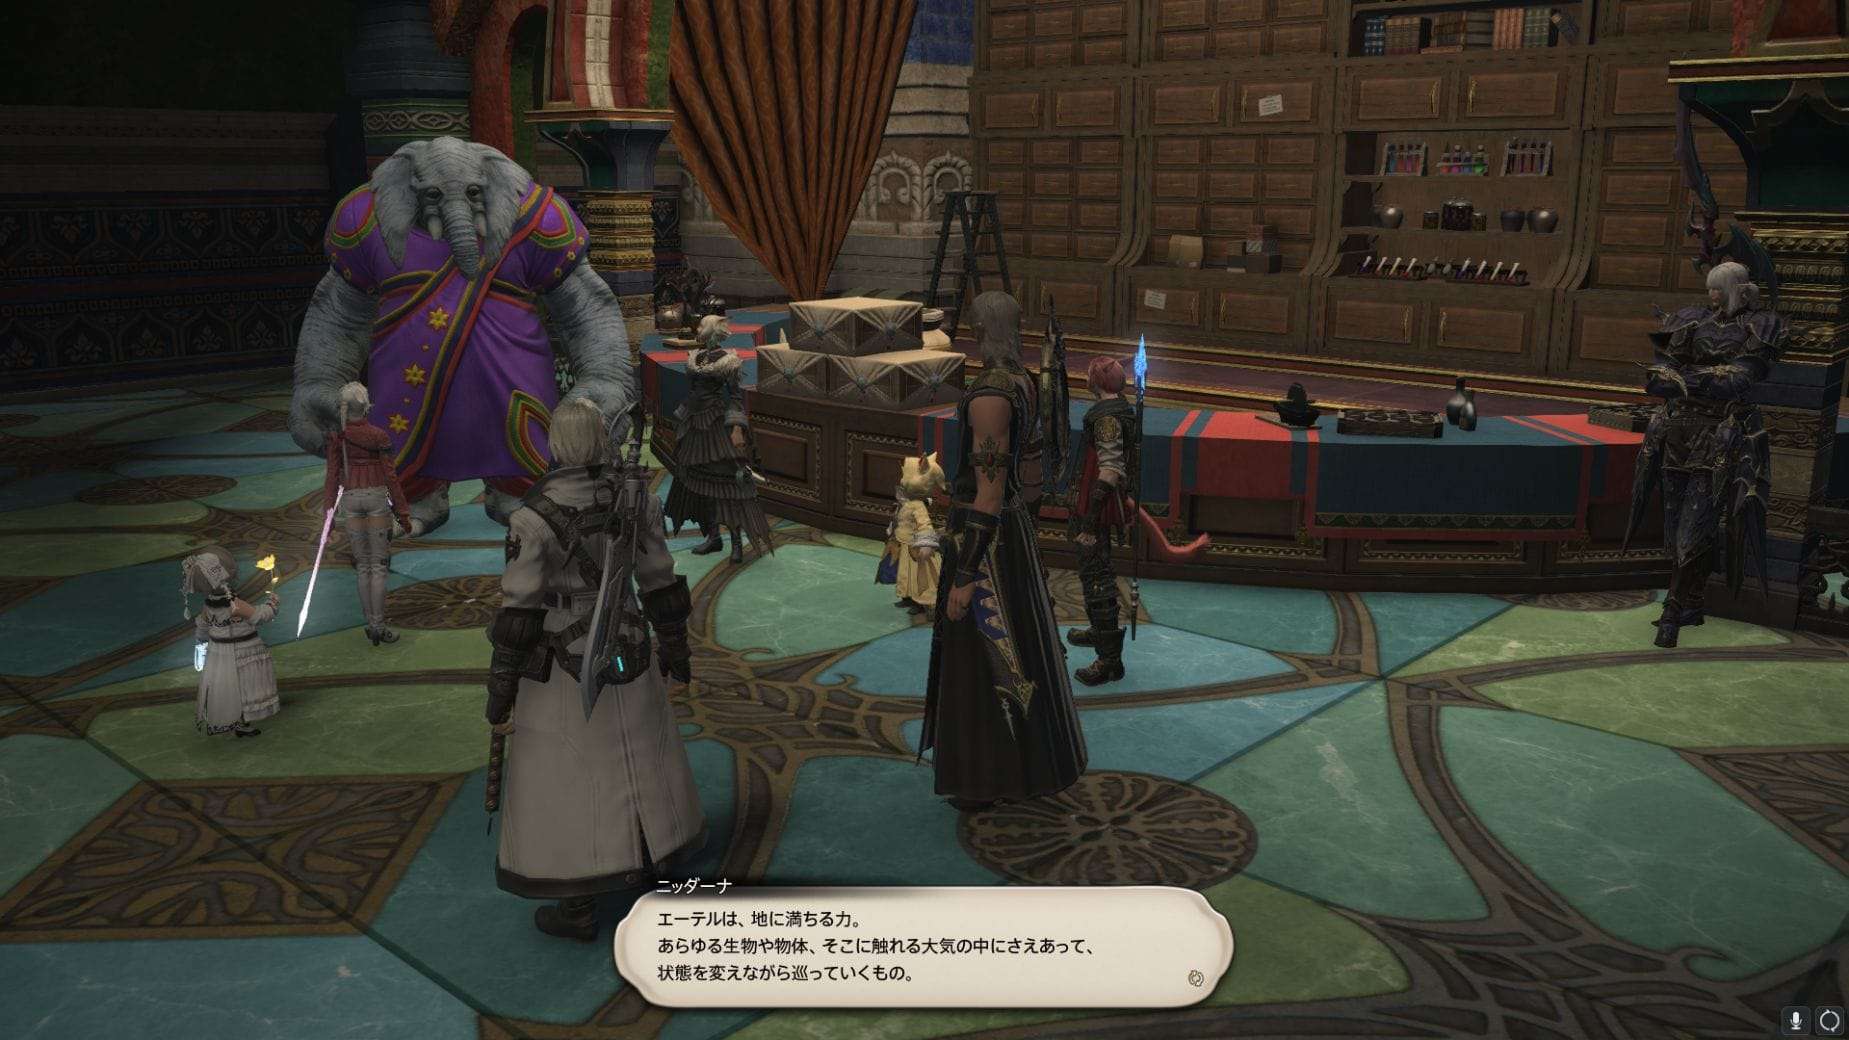 ニッダーナ
エーテルは、地に満ちる力。
あらゆる生物や物体、そこに触れる大気の中にさえあって、
状態を変えながら巡っていくもの。